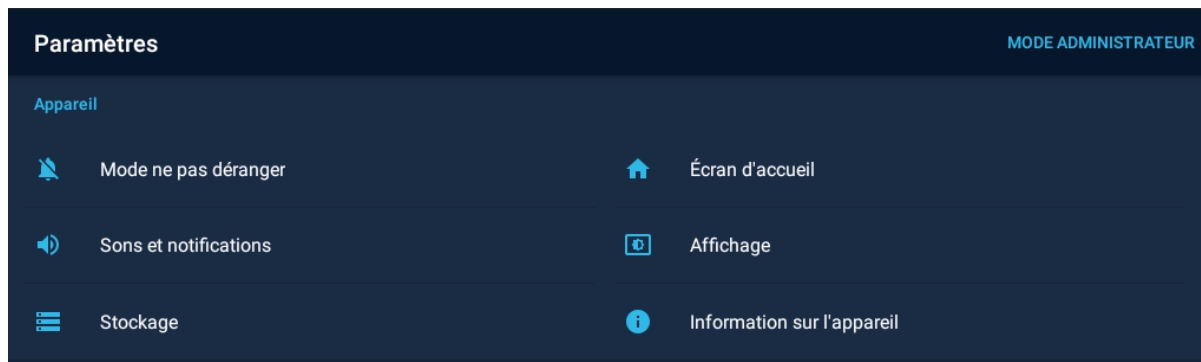 Paramètres
MODE ADMINISTRATEUR
Appareil
Mode ne pas déranger
Écran d'accueil
Sons et notifications
Affichage
Stockage
Information sur l'appareil